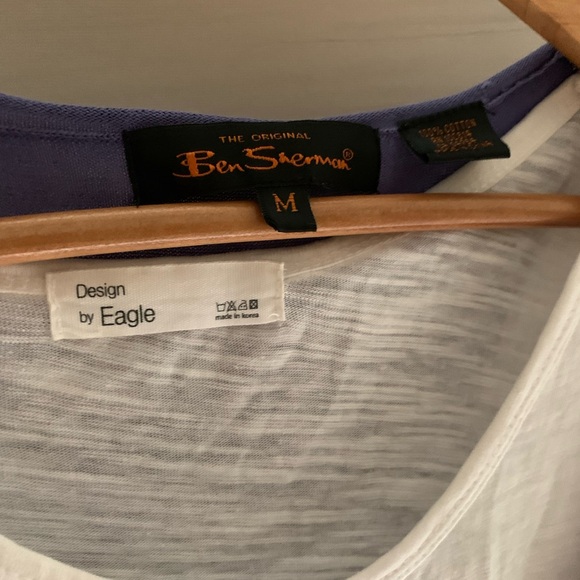 THE ORIGINAL
Ben Sherman®
M
100% COTTON
Design
by Eagle
made in korea